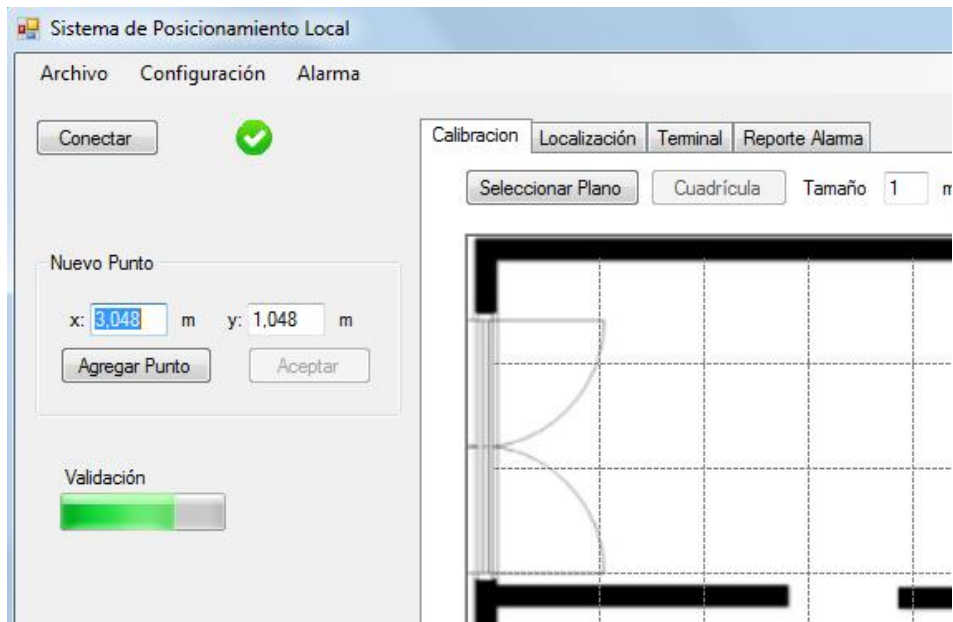 Sistema de Posicionamiento Local
Archivo Configuración Alarma
Conectar
Calibracion Localización Terminal Reporte Alarma
Seleccionar Plano Cuadrícula Tamaño 1 m
Nuevo Punto
x: 3,048 m y: 1,048 m
Agregar Punto Aceptar
Validación